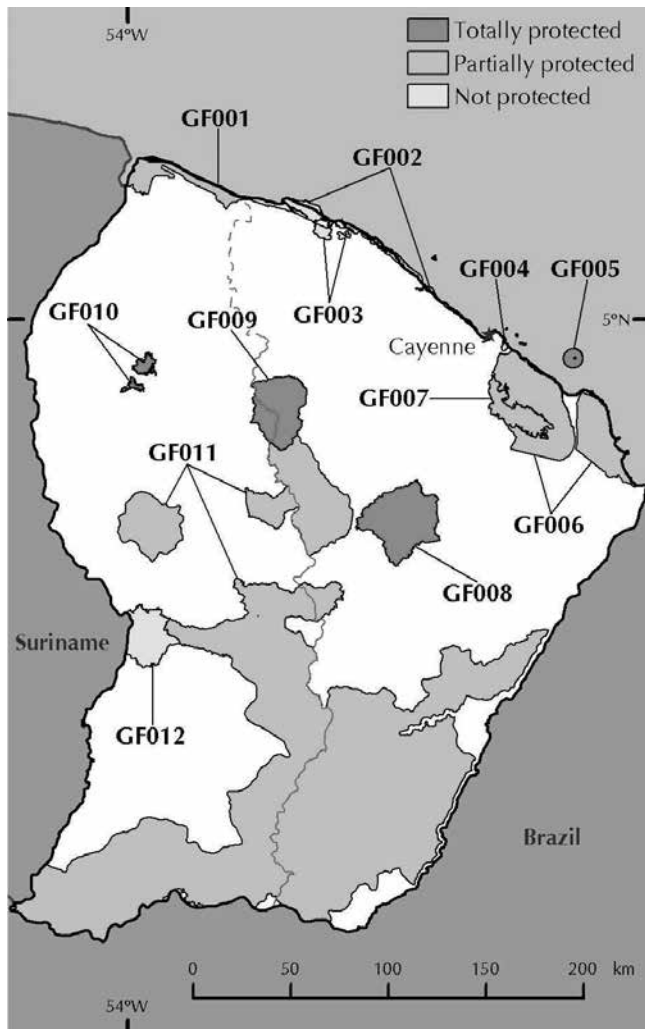 54°W
Totally protected
Partially protected
Not protected
GF001
GF002
GF004
GF005
GF010
GF009
GF003
5°N
Cayenne
GF007
GF011
GF006
GF008
Suriname
GF012
Brazil
0 50 100 150 200 km
54°W